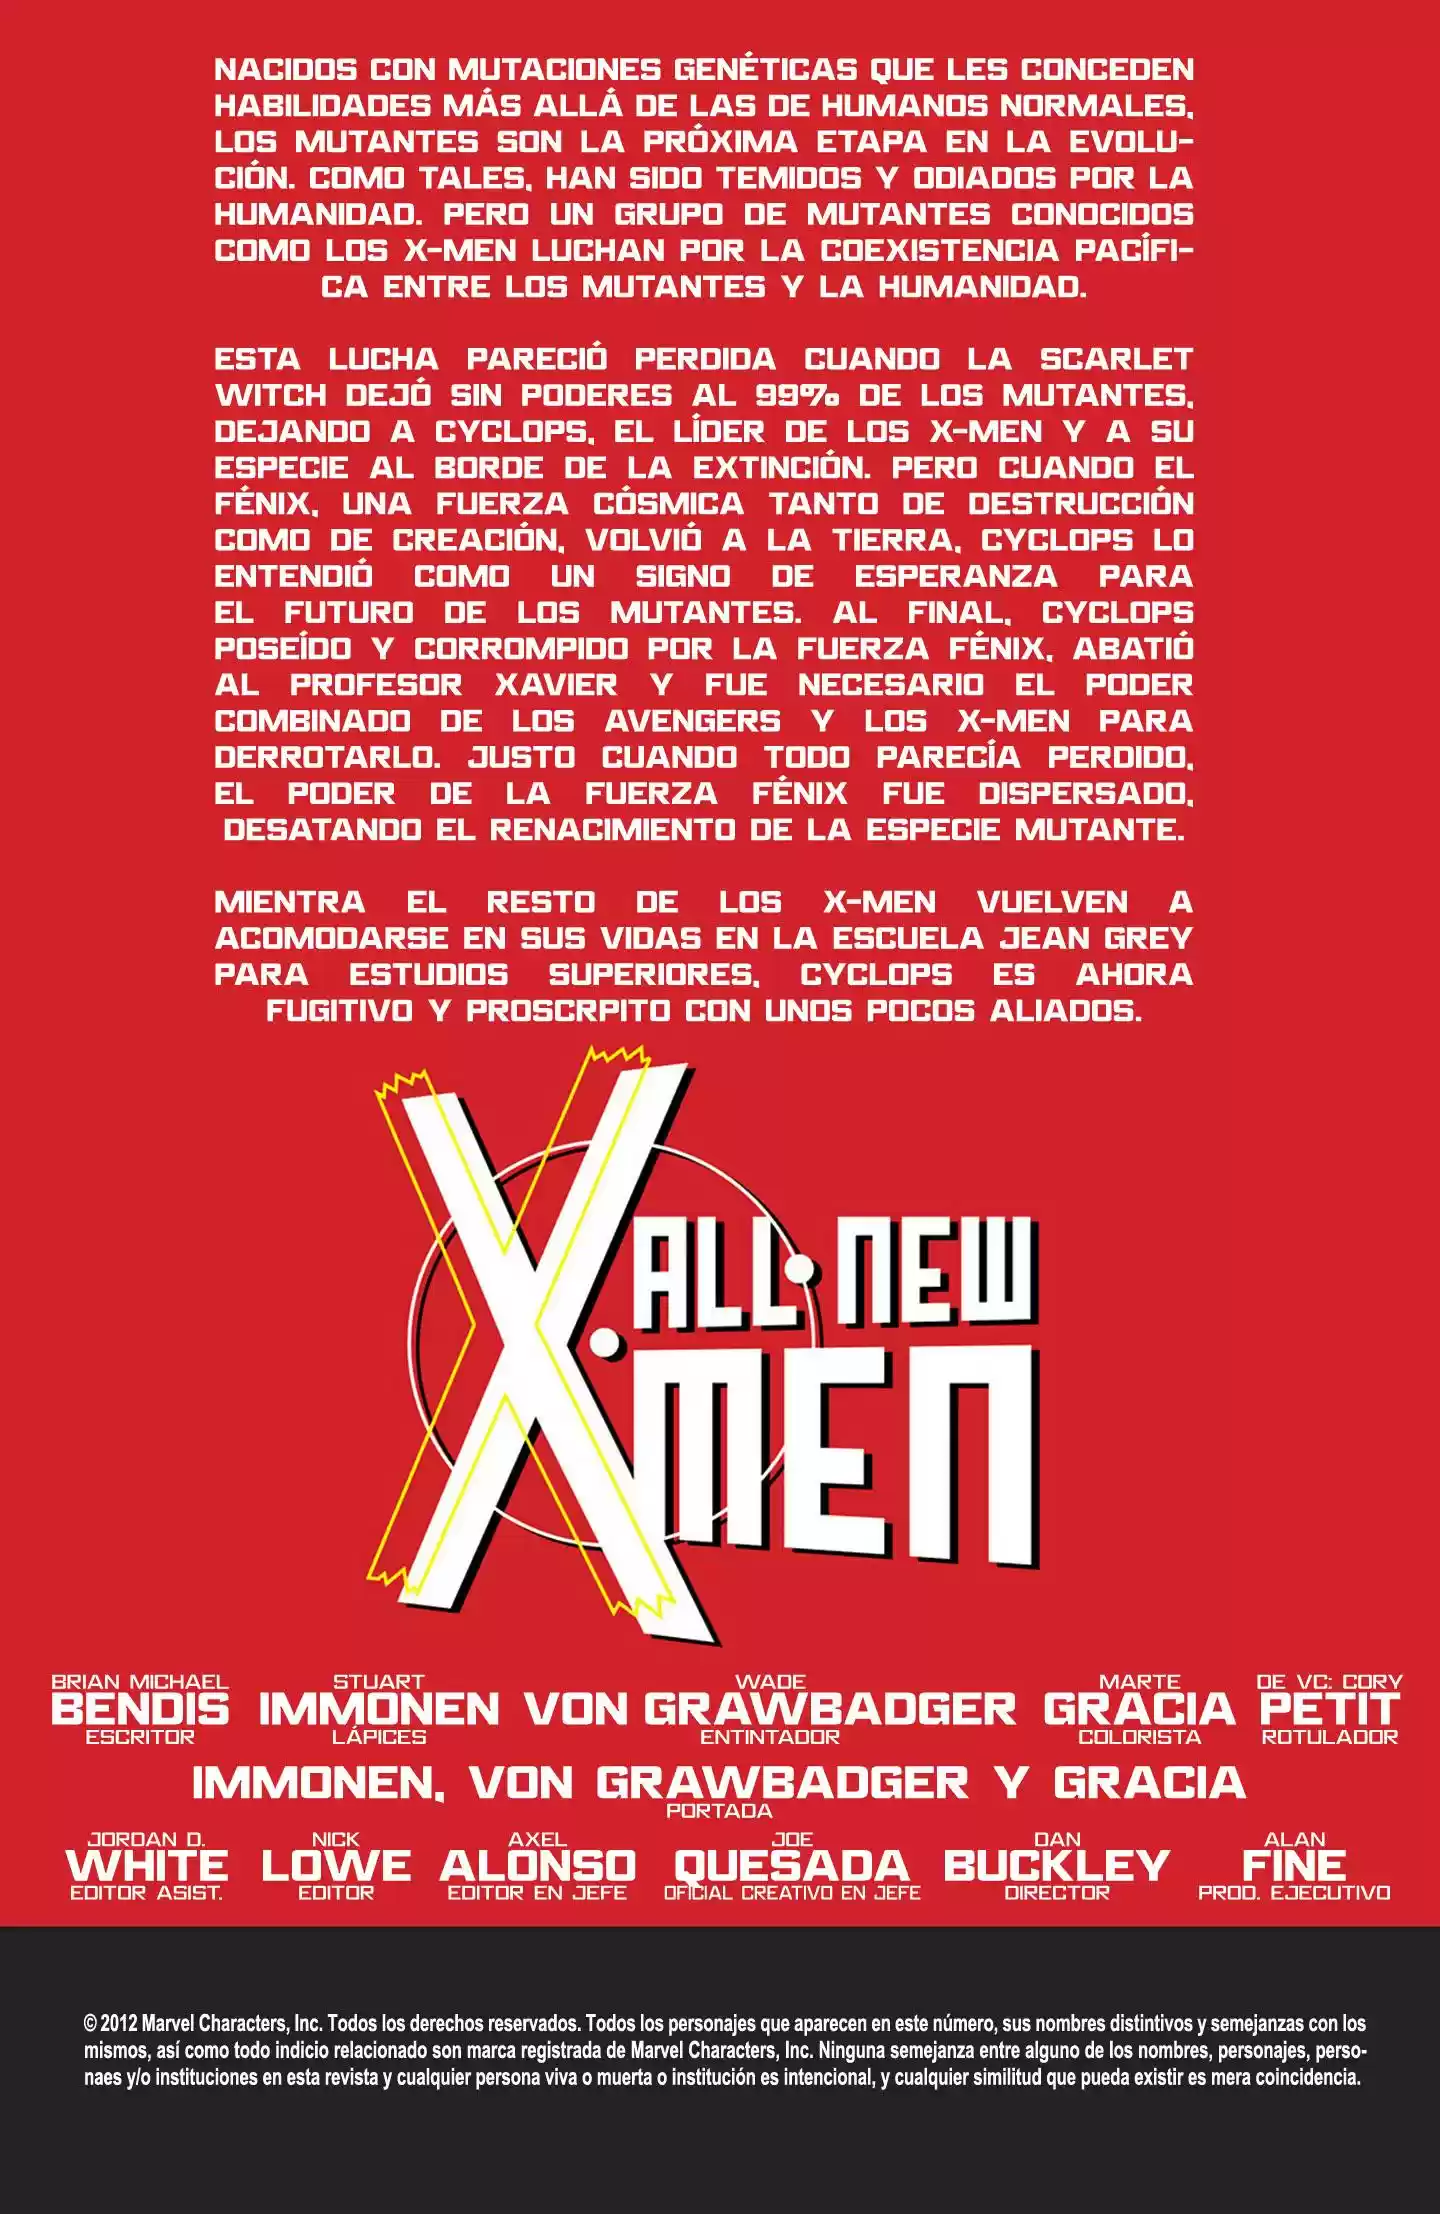 NACIDOS CON MUTACIONES GENÉTICAS QUE LES CONCEDEN
HABILIDADES MÁS ALLÁ DE LAS DE HUMANOS NORMALES,
LOS MUTANTES SON LA PRÓXIMA ETAPA EN LA EVOLU-
CIÓN. COMO TALES, HAN SIDO TEMIDOS Y ODIADOS POR LA
HUMANIDAD. PERO UN GRUPO DE MUTANTES CONOCIDOS
COMO LOS X-MEN LUCHAN POR LA COEXISTENCIA PACÍFI-
CA ENTRE LOS MUTANTES Y LA HUMANIDAD.
ESTA LUCHA PARECIÓ PERDIDA CUANDO LA SCARLET
WITCH DEJÓ SIN PODERES AL 99% DE LOS MUTANTES,
DEJANDO A CYCLOPS, EL LÍDER DE LOS X-MEN Y A SU
ESPECIE AL BORDE DE LA EXTINCIÓN. PERO CUANDO EL
FÉNIX, UNA FUERZA CÓSMICA TANTO DE DESTRUCCIÓN
COMO DE CREACIÓN, VOLVIÓ A LA TIERRA, CYCLOPS LO
ENTENDIÓ COMO UN SIGNO DE ESPERANZA PARA
EL FUTURO DE LOS MUTANTES. AL FINAL, CYCLOPS
POSEÍDO Y CORROMPIDO POR LA FUERZA FÉNIX, ABATIÓ
AL PROFESOR XAVIER Y FUE NECESARIO EL PODER
COMBINADO DE LOS AVENGERS Y LOS X-MEN PARA
DERROTARLO. JUSTO CUANDO TODO PARECÍA PERDIDO,
EL PODER DE LA FUERZA FÉNIX FUE DISPERSADO,
DESATANDO EL RENACIMIENTO DE LA ESPECIE MUTANTE.
MIENTRA EL RESTO DE LOS X-MEN VUELVEN A
ACOMODARSE EN SUS VIDAS EN LA ESCUELA JEAN GREY
PARA ESTUDIOS SUPERIORES, CYCLOPS ES AHORA
FUGITIVO Y PROSCRPITO CON UNOS POCOS ALIADOS.
ALL·NEW
X·MEN
BRIAN MICHAEL STUART WADE MARTE DE VC: CORY
BENDIS IMMONEN VON GRAWBADGER GRACIA PETIT
ESCRITOR LÁPICES ENTINTADOR COLORISTA ROTULADOR
IMMONEN, VON GRAWBADGER Y GRACIA
PORTADA
JORDAN D. NICK AXEL JOE DAN ALAN
WHITE LOWE ALONSO QUESADA BUCKLEY FINE
EDITOR ASIST. EDITOR EDITOR EN JEFE OFICIAL CREATIVO EN JEFE DIRECTOR PROD. EJECUTIVO
© 2012 Marvel Characters, Inc. Todos los derechos reservados. Todos los personajes que aparecen en este número, sus nombres distintivos y semejanzas con los
mismos, así como todo indicio relacionado son marca registrada de Marvel Characters, Inc. Ninguna semejanza entre alguno de los nombres, personajes, perso-
naes y/o instituciones en esta revista y cualquier persona viva o muerta o institución es intencional, y cualquier similitud que pueda existir es mera coincidencia.